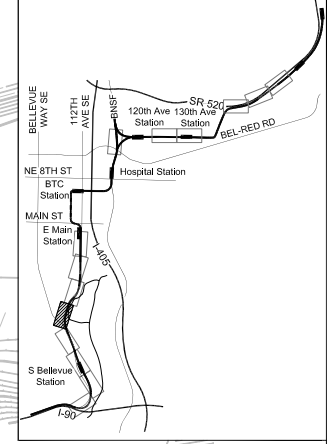 SR 520
120th Ave
Station
130th Ave
Station
BEL-RED RD
BELLEVUE
WAY SE
112TH
AVE SE
BNSF
NE 8TH ST
Hospital Station
BTC
Station
MAIN ST
E Main
Station
I-405
S Bellevue
Station
I-90